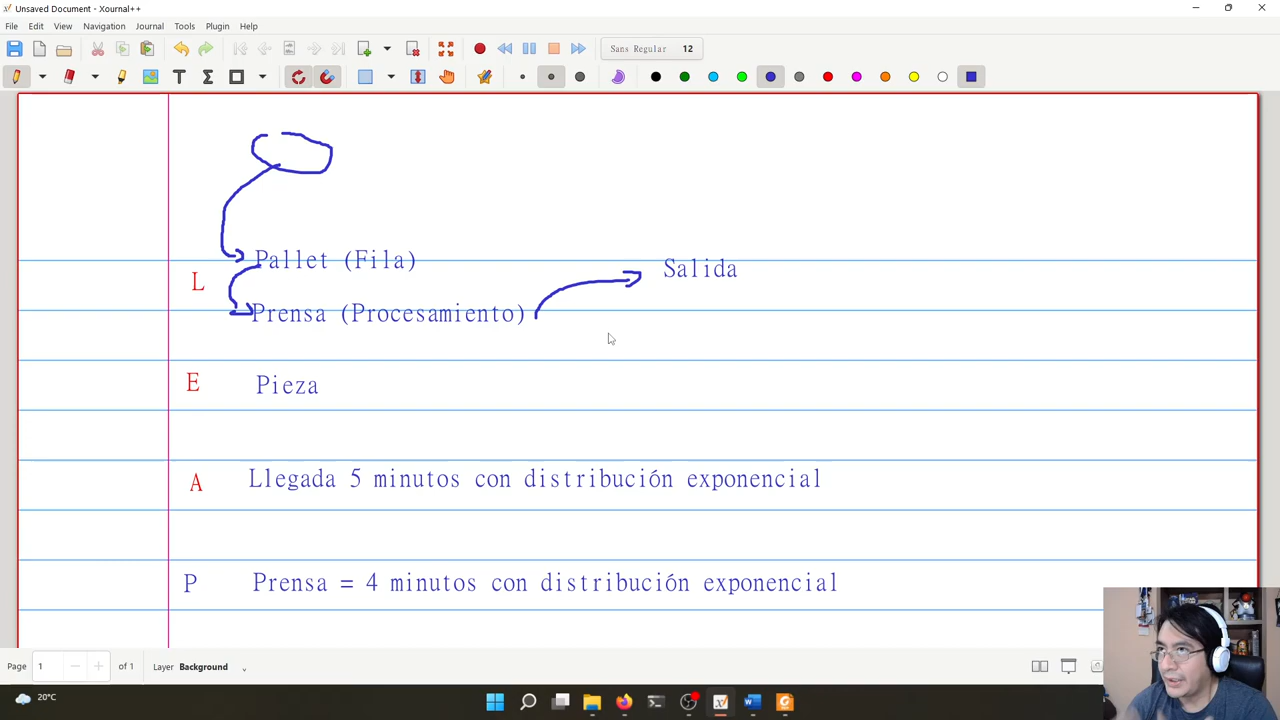 Unsaved Document - Xournal++
File Edit View Navigation Journal Tools Plugin Help
Sans Regular 12
Pallet (Fila)
Salida
L
Prensa (Procesamiento)
E Pieza
A Llegada 5 minutos con distribución exponencial
P Prensa = 4 minutos con distribución exponencial
Page 1 of 1 Layer Background
20°C